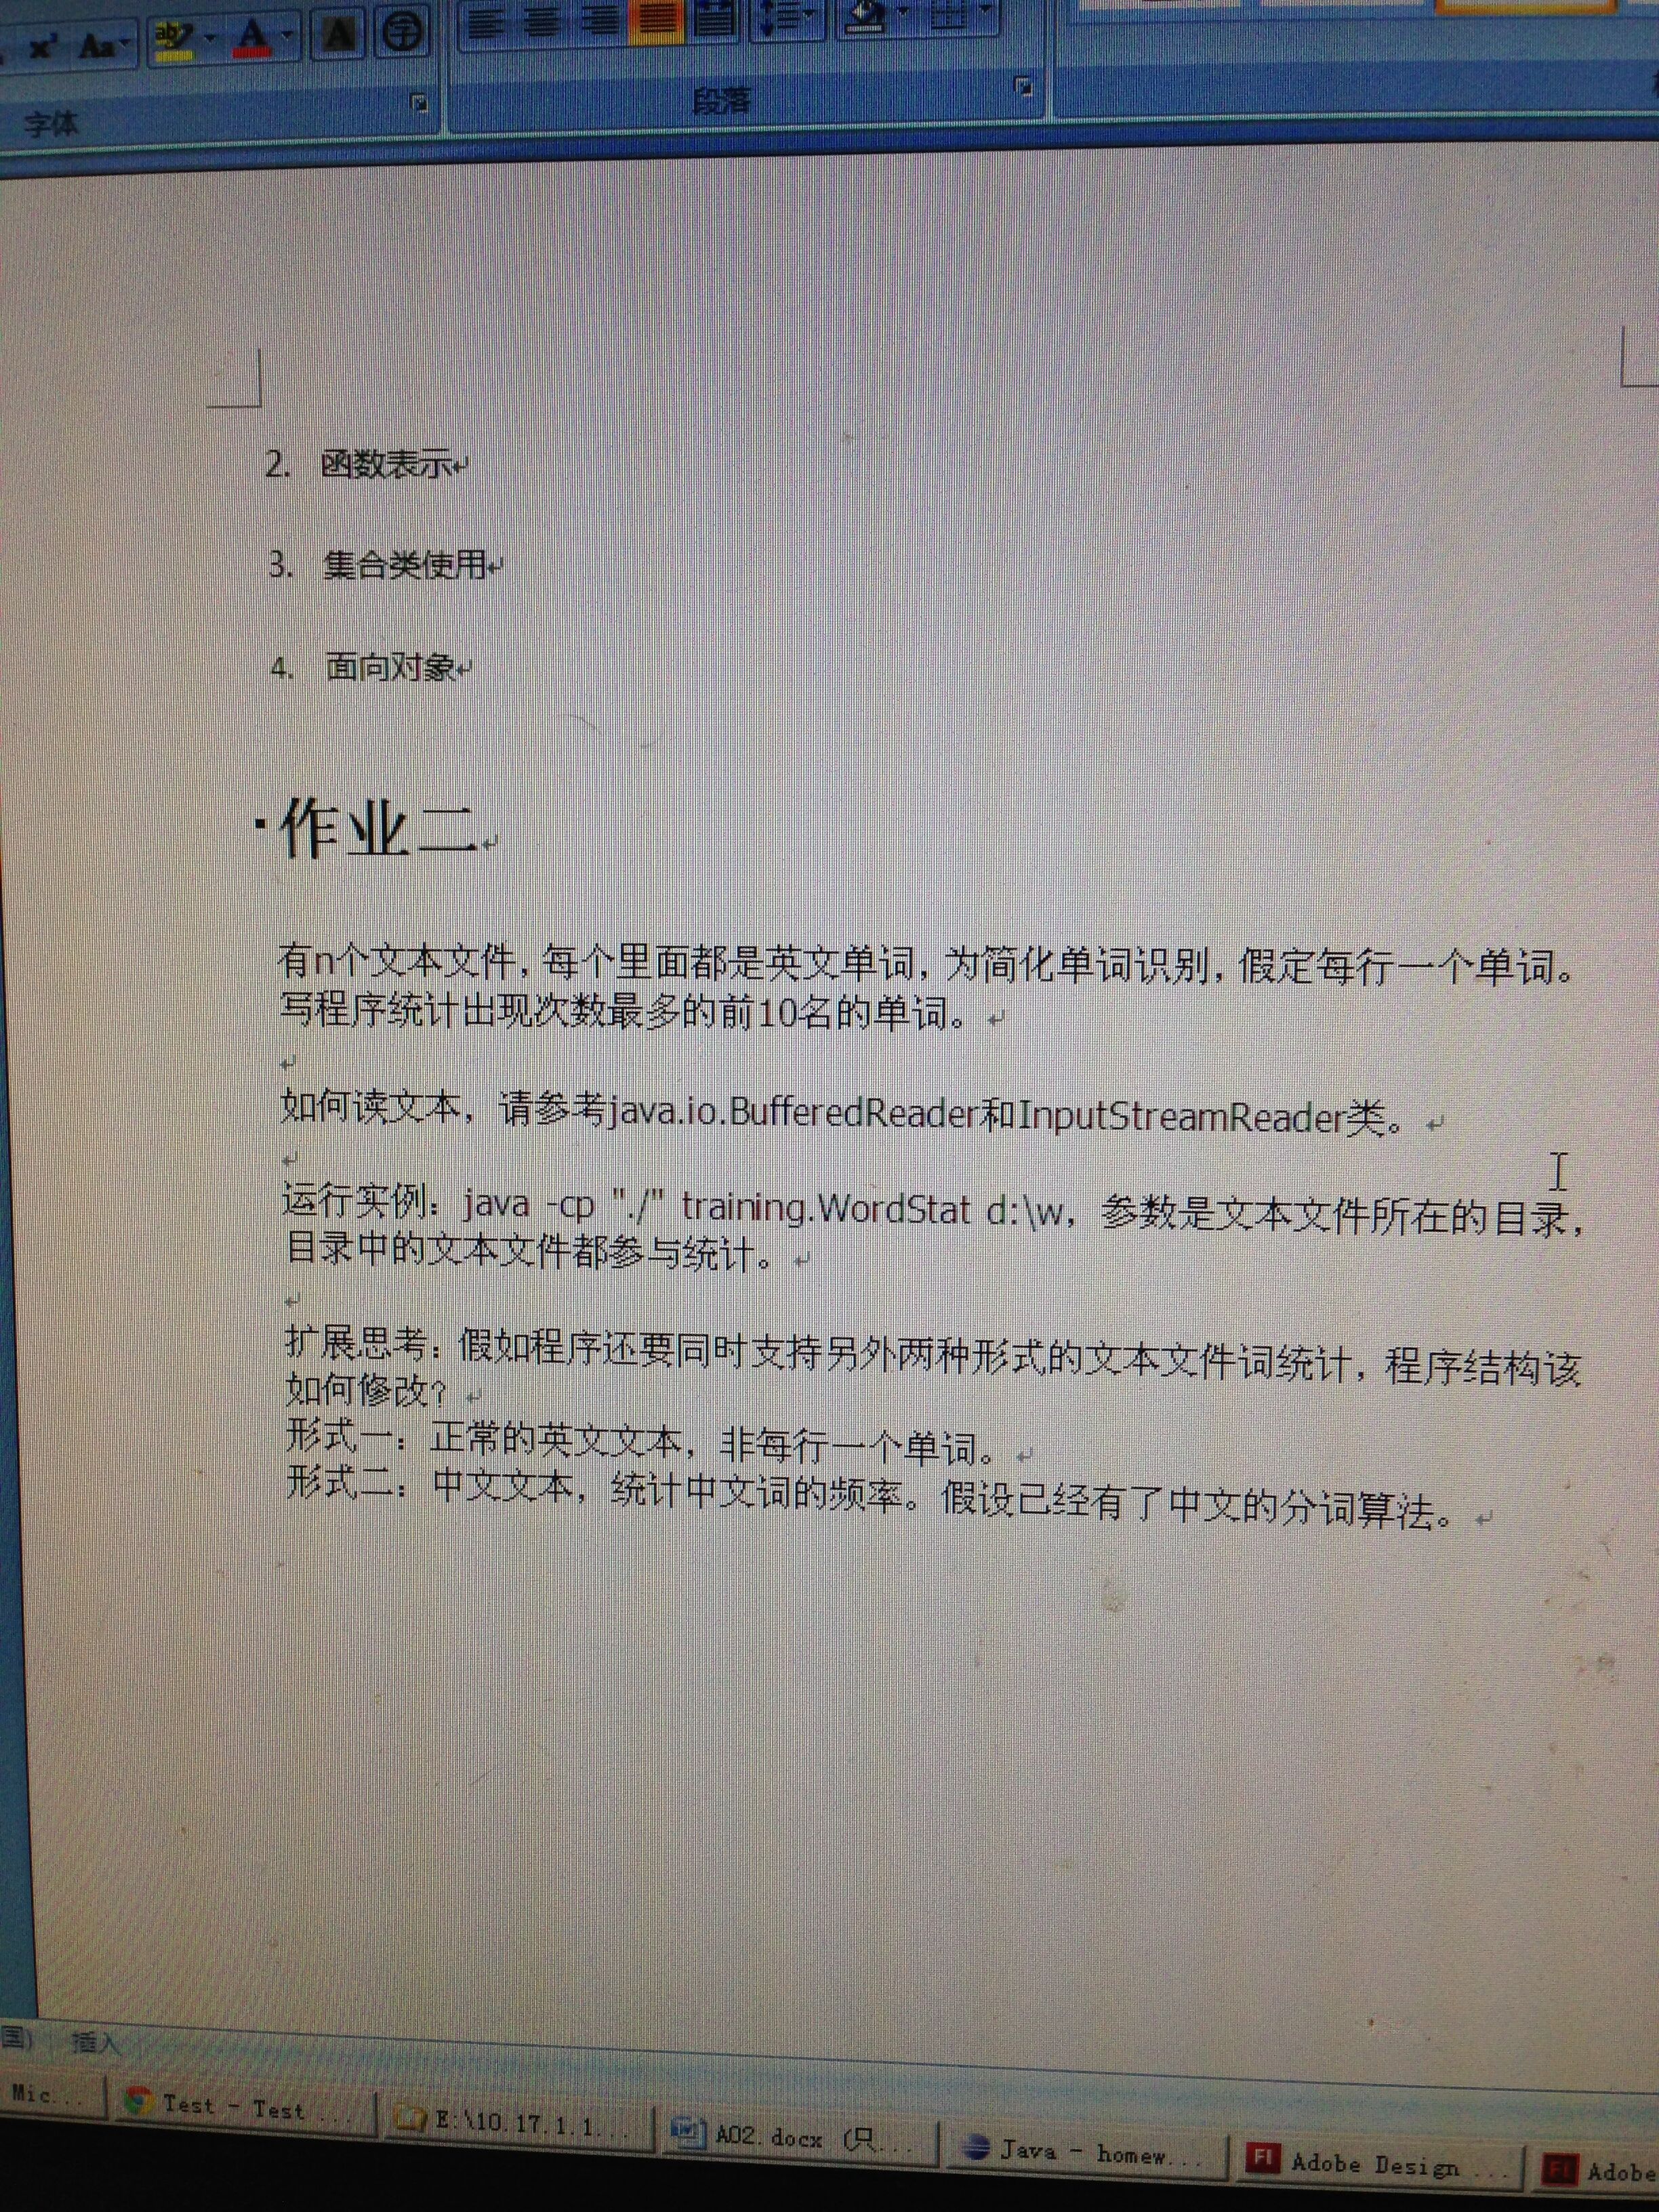 x² Aa ab A A 字
字体 段落
2. 函数表示
3. 集合类使用
4. 面向对象
作业二
有n个文本文件，每个里面都是英文单词，为简化单词识别，假定每行一个单词。
写程序统计出现次数最多的前10名的单词。
如何读文本，请参考java.io.BufferedReader和InputStreamReader类。
运行实例：java -cp "./" training.WordStat d:\w，参数是文本文件所在的目录，
目录中的文本文件都参与统计。
扩展思考：假如程序还要同时支持另外两种形式的文本文件词统计，程序结构该
如何修改？
形式一：正常的英文文本，非每行一个单词。
形式二：中文文本，统计中文词的频率。假设已经有了中文的分词算法。
国) 插入
Mic... Test - Test ... E:\10.17.1.1... A02.docx (只... Java - homew... Adobe Design ... Adobe